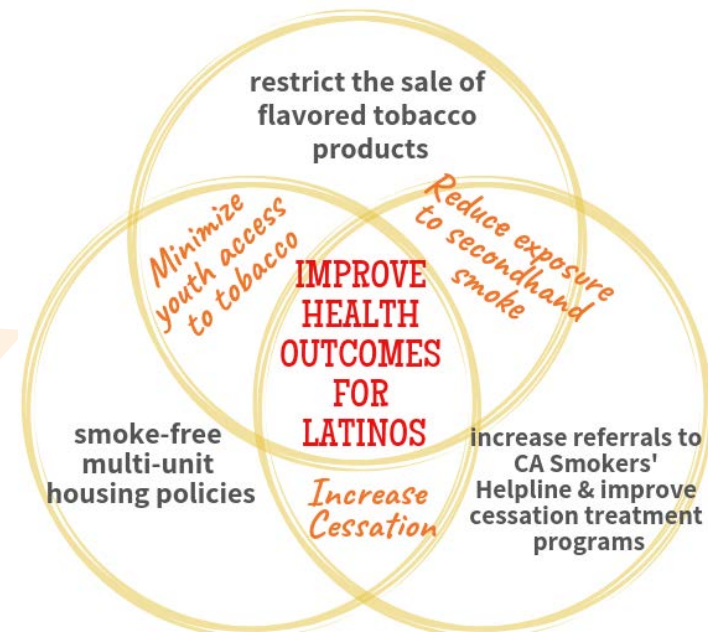 restrict the sale of
flavored tobacco
products
Minimize
youth access
to tobacco
Reduce exposure
to secondhand
smoke
IMPROVE
HEALTH
OUTCOMES
FOR
LATINOS
smoke-free
multi-unit
housing policies
increase referrals to
CA Smokers'
Helpline & improve
cessation treatment
programs
Increase
Cessation